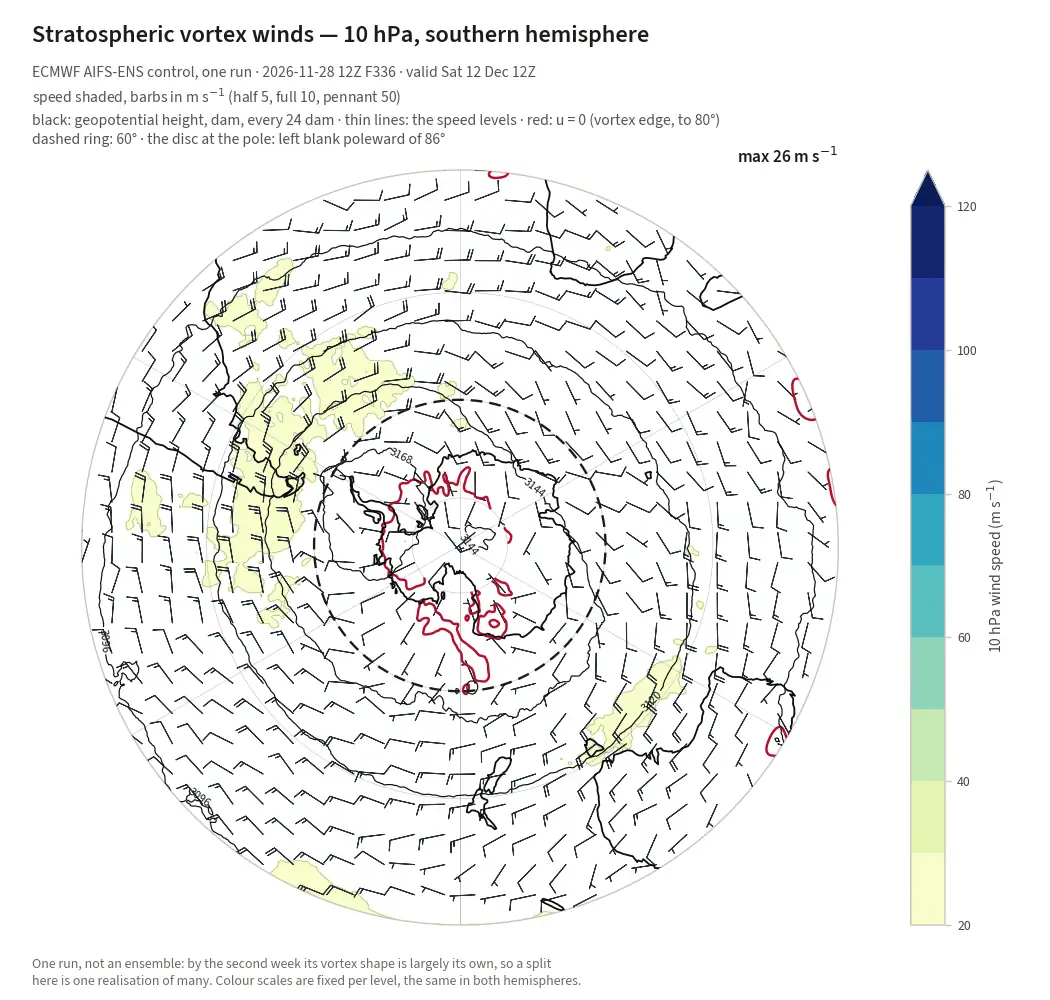 Stratospheric vortex winds — 10 hPa, southern hemisphere
ECMWF AIFS-ENS control, one run · 2026-11-28 12Z F336 · valid Sat 12 Dec 12Z
speed shaded, barbs in m s⁻¹ (half 5, full 10, pennant 50)
black: geopotential height, dam, every 24 dam · thin lines: the speed levels · red: u = 0 (vortex edge, to 80°)
dashed ring: 60° · the disc at the pole: left blank poleward of 86°
max 26 m s⁻¹
120
100
80
60
40
20
10 hPa wind speed (m s⁻¹)
3168
3144
3144
3096
3120
3096
One run, not an ensemble: by the second week its vortex shape is largely its own, so a split
here is one realisation of many. Colour scales are fixed per level, the same in both hemispheres.